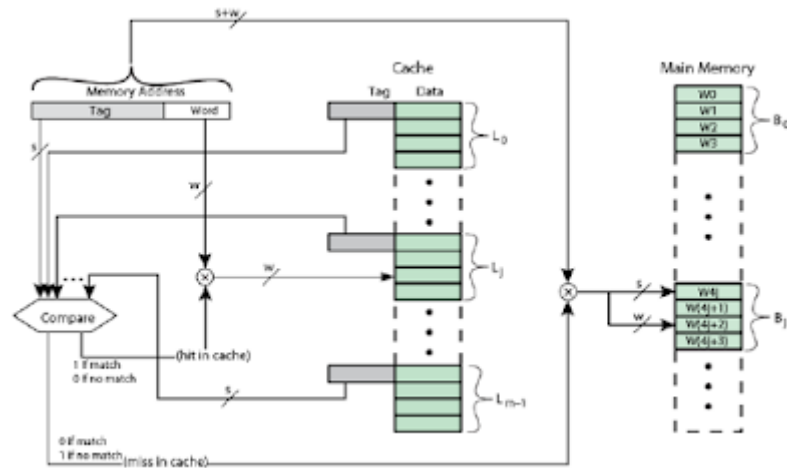 s+w
Cache
Main Memory
Memory Address
Tag
Data
Tag
Word
W0
W1
W2
W3
B0
L0
s
w
w
Lj
s
W4j
W(4j+1)
w
W(4j+2)
W(4j+3)
Bj
Compare
(hit in cache)
1 if match
0 if no match
s
Lm-1
0 if match
1 if no match
(miss in cache)